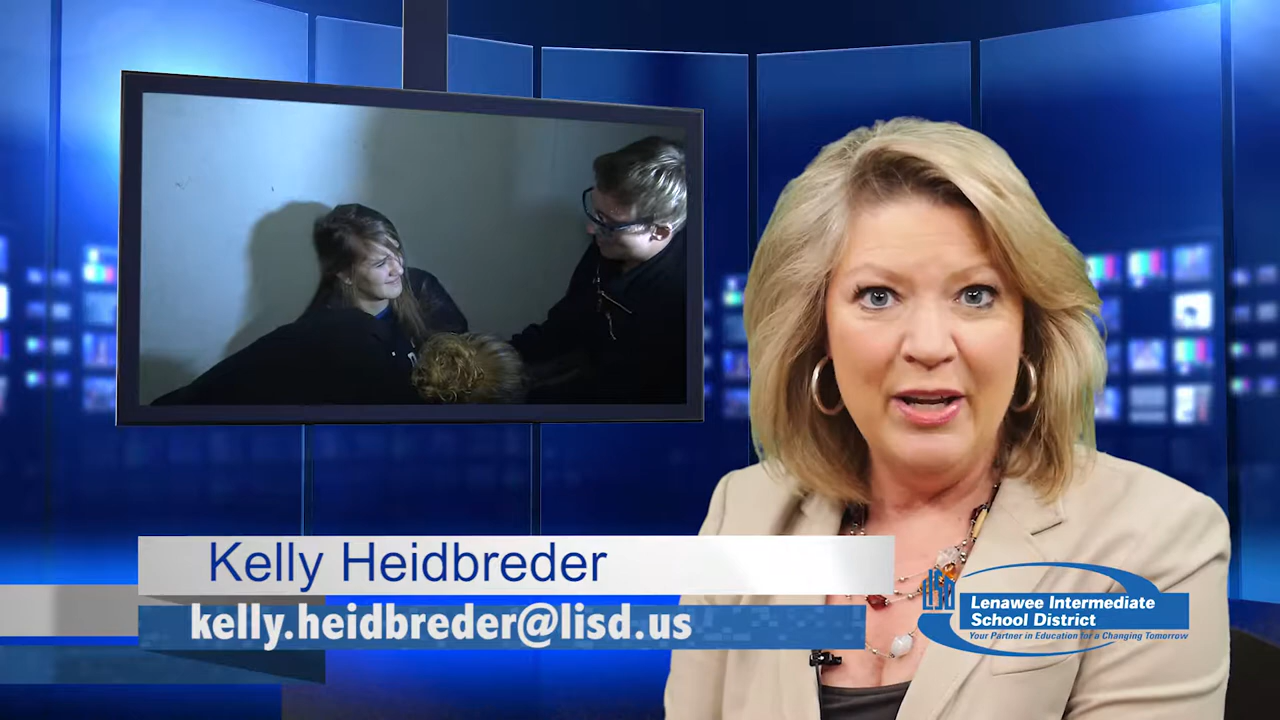 Kelly Heidbreder
kelly.heidbreder@lisd.us
LISD
Lenawee Intermediate
School District
Your Partner in Education for a Changing Tomorrow